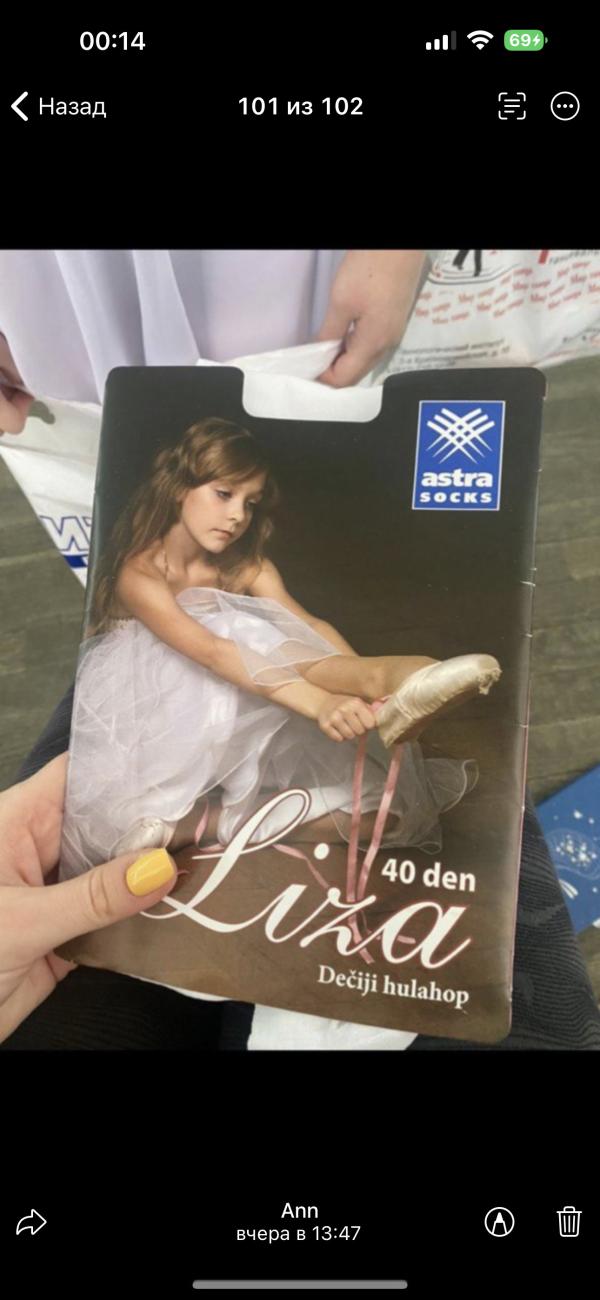 00:14
69
Назад
101 из 102
astra
SOCKS
40 den
Liza
Dečiji hulahop
Ann
вчера в 13:47